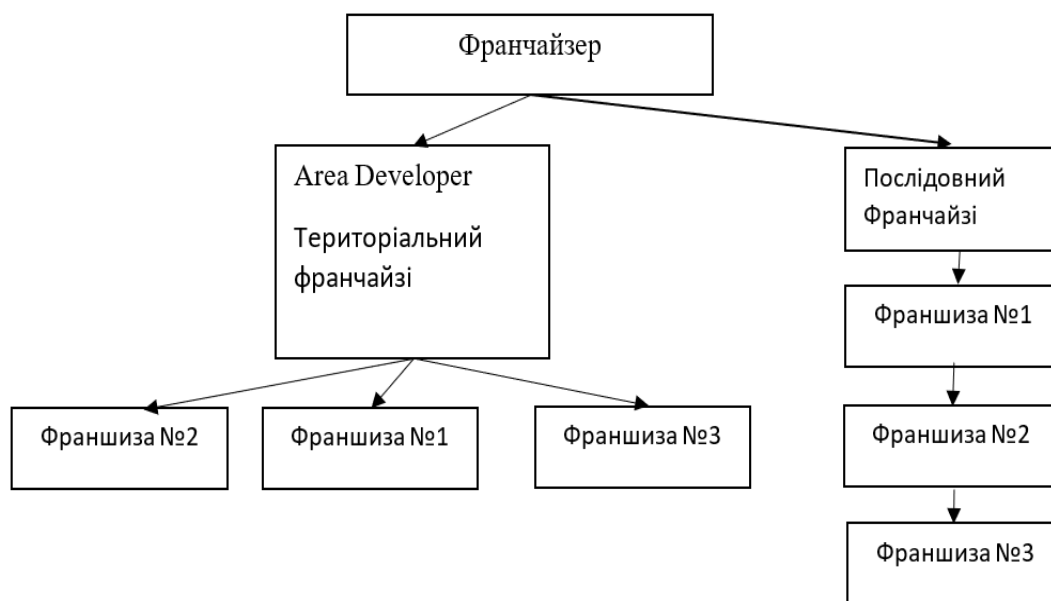 Франчайзер
Area Developer
Територіальний
франчайзі
Послідовний
Франчайзі
Франшиза №1
Франшиза №2
Франшиза №1
Франшиза №3
Франшиза №2
Франшиза №3